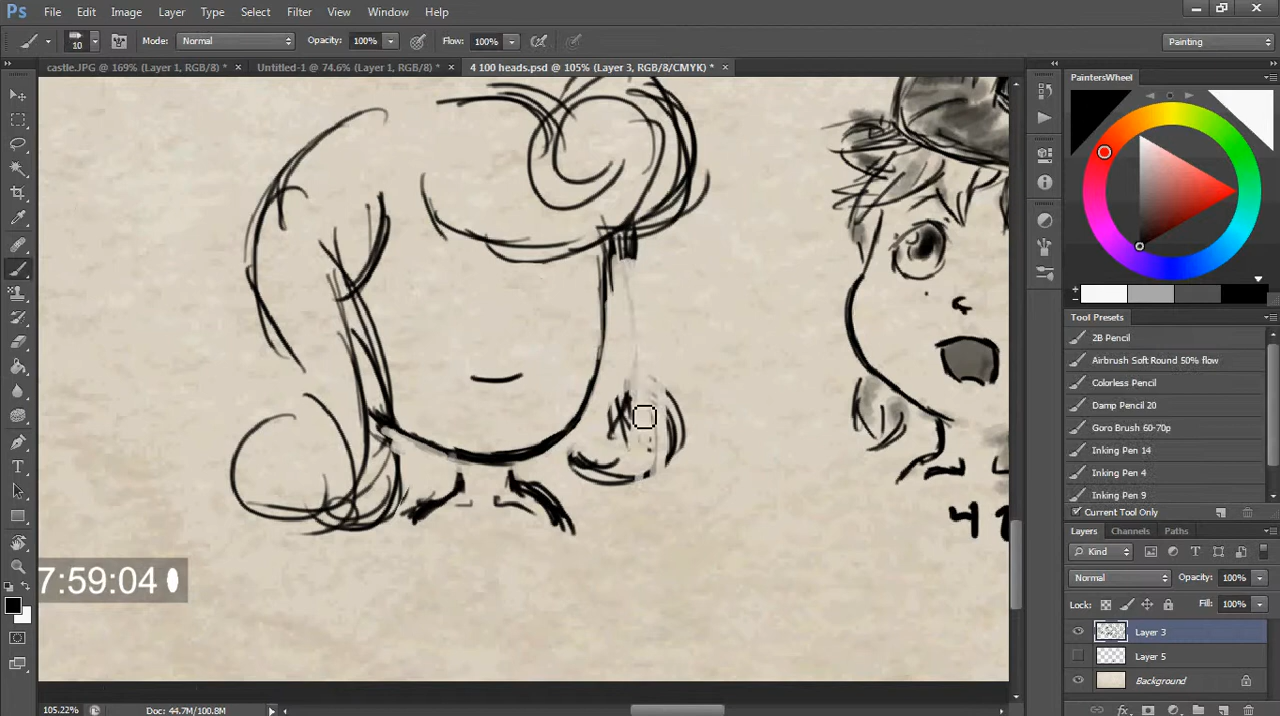 Ps File Edit Image Layer Type Select Filter View Window Help
10 Mode: Normal Opacity: 100% Flow: 100% Painting
castle.JPG @ 169% (Layer 1, RGB/8) * × Untitled-1 @ 74.6% (Layer 1, RGB/8) * × 4 100 heads.psd @ 105% (Layer 3, RGB/8/CMYK) * ×
PaintersWheel
Tool Presets
2B Pencil
Airbrush Soft Round 50% flow
Colorless Pencil
Damp Pencil 20
Goro Brush 60-70p
Inking Pen 14
Inking Pen 4
Inking Pen 9
Current Tool Only
Layers Channels Paths
Kind
Normal Opacity: 100%
Lock: Fill: 100%
Layer 3
Layer 5
Background
7:59:04
105.22% Doc: 44.7M/100.8M